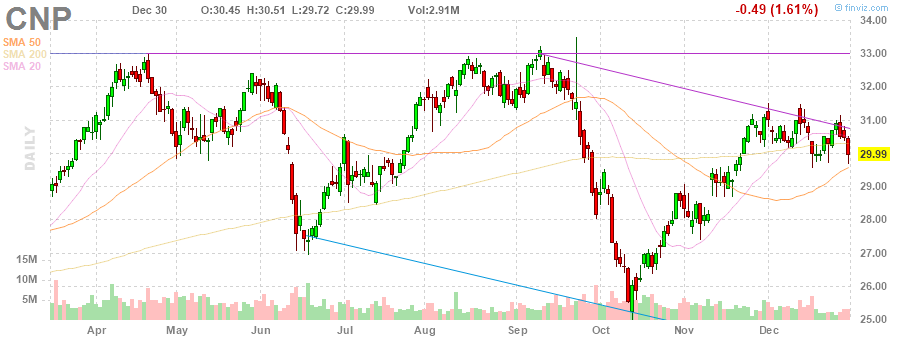 CNP Dec 30 O:30.45 H:30.51 L:29.72 C:29.99 Vol:2.91M -0.49 (1.61%) © finviz.com
SMA 50
SMA 200
SMA 20
DAILY
34.00
33.00
32.00
31.00
29.99
29.00
28.00
27.00
26.00
25.00
15M
10M
5M
Apr May Jun Jul Aug Sep Oct Nov Dec